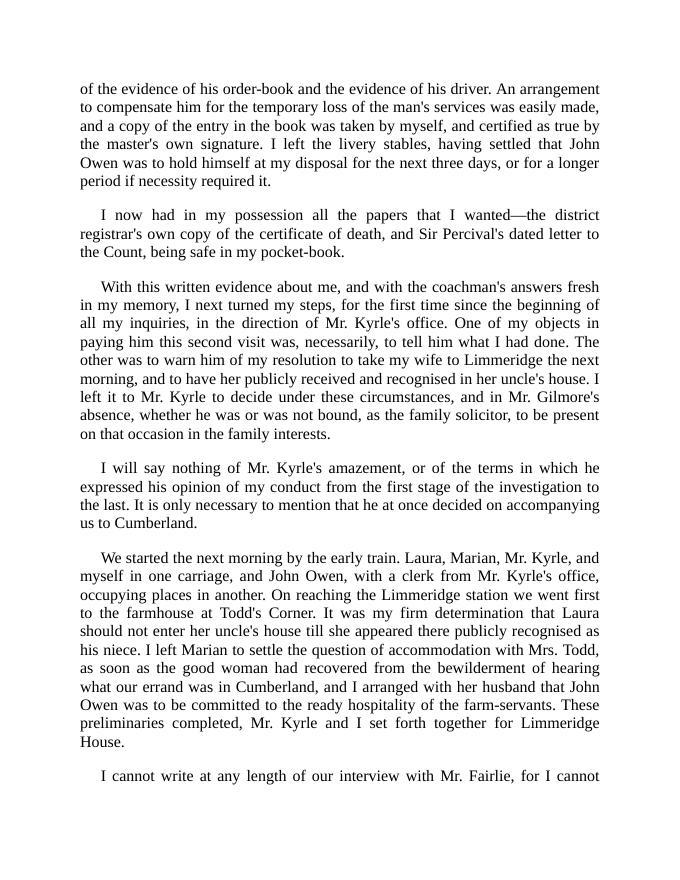 of the evidence of his order-book and the evidence of his driver. An arrangement
to compensate him for the temporary loss of the man's services was easily made,
and a copy of the entry in the book was taken by myself, and certified as true by
the master's own signature. I left the livery stables, having settled that John
Owen was to hold himself at my disposal for the next three days, or for a longer
period if necessity required it.
I now had in my possession all the papers that I wanted—the district
registrar's own copy of the certificate of death, and Sir Percival's dated letter to
the Count, being safe in my pocket-book.
With this written evidence about me, and with the coachman's answers fresh
in my memory, I next turned my steps, for the first time since the beginning of
all my inquiries, in the direction of Mr. Kyrle's office. One of my objects in
paying him this second visit was, necessarily, to tell him what I had done. The
other was to warn him of my resolution to take my wife to Limmeridge the next
morning, and to have her publicly received and recognised in her uncle's house. I
left it to Mr. Kyrle to decide under these circumstances, and in Mr. Gilmore's
absence, whether he was or was not bound, as the family solicitor, to be present
on that occasion in the family interests.
I will say nothing of Mr. Kyrle's amazement, or of the terms in which he
expressed his opinion of my conduct from the first stage of the investigation to
the last. It is only necessary to mention that he at once decided on accompanying
us to Cumberland.
We started the next morning by the early train. Laura, Marian, Mr. Kyrle, and
myself in one carriage, and John Owen, with a clerk from Mr. Kyrle's office,
occupying places in another. On reaching the Limmeridge station we went first
to the farmhouse at Todd's Corner. It was my firm determination that Laura
should not enter her uncle's house till she appeared there publicly recognised as
his niece. I left Marian to settle the question of accommodation with Mrs. Todd,
as soon as the good woman had recovered from the bewilderment of hearing
what our errand was in Cumberland, and I arranged with her husband that John
Owen was to be committed to the ready hospitality of the farm-servants. These
preliminaries completed, Mr. Kyrle and I set forth together for Limmeridge
House.
I cannot write at any length of our interview with Mr. Fairlie, for I cannot